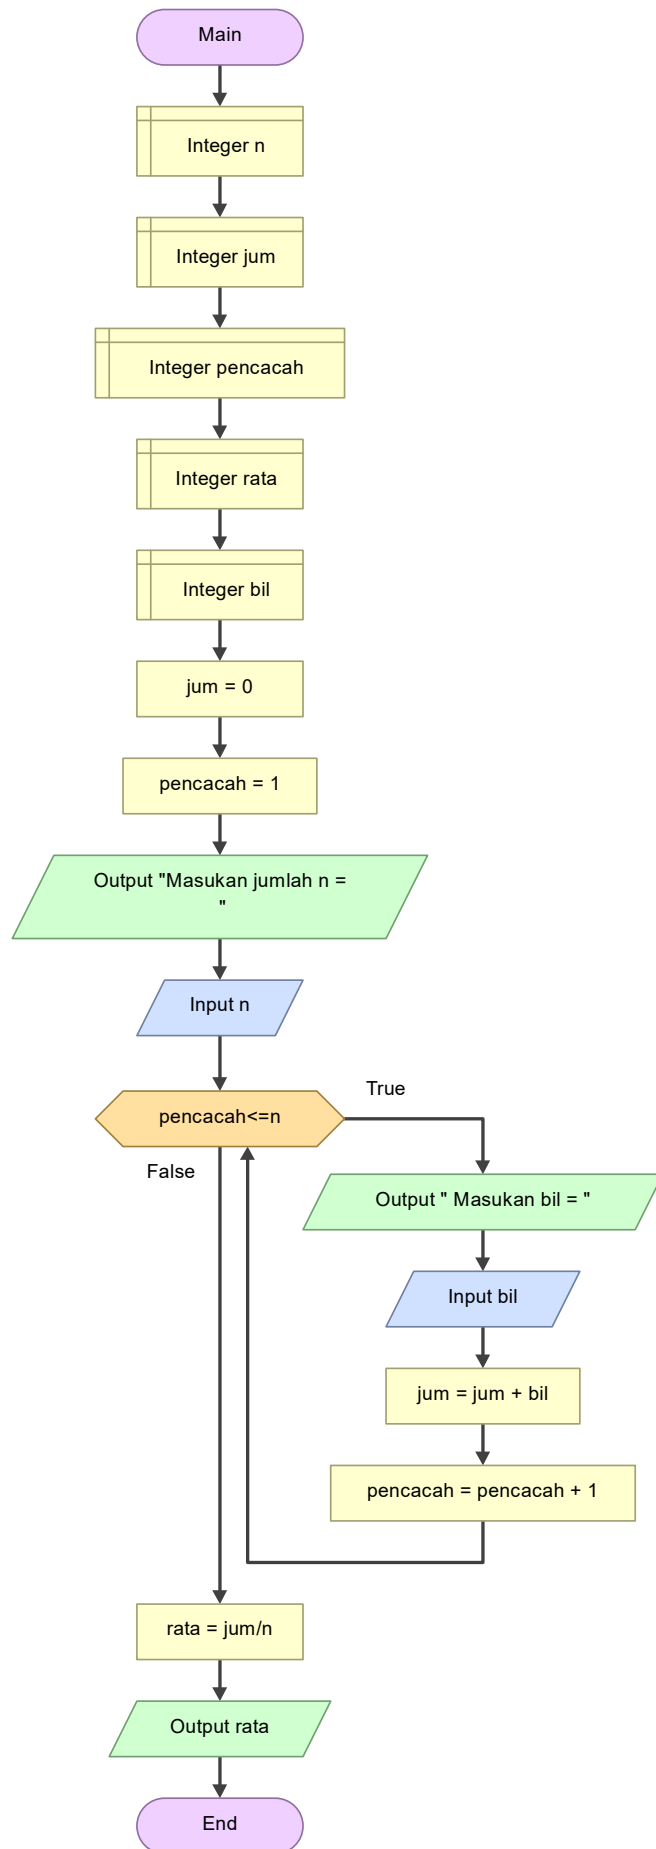 Main
Integer n
Integer jum
Integer pencacah
Integer rata
Integer bil
jum = 0
pencacah = 1
Output "Masukan jumlah n =
"
Input n
pencacah<=n
True
False
Output " Masukan bil = "
Input bil
jum = jum + bil
pencacah = pencacah + 1
rata = jum/n
Output rata
End